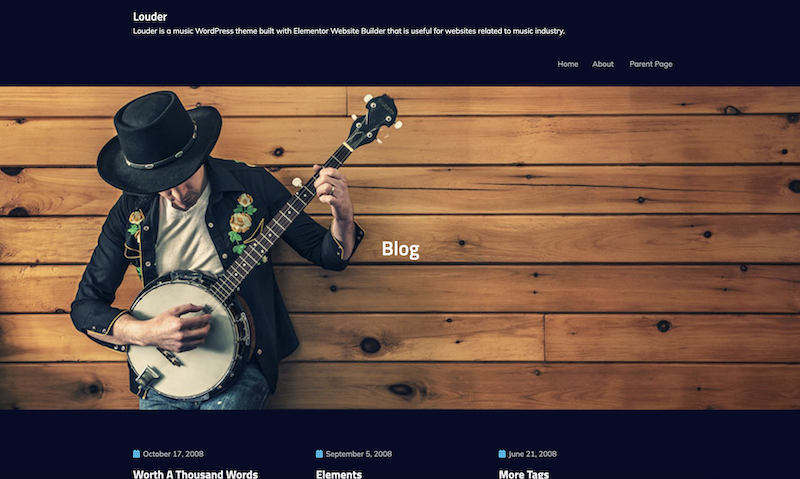 Louder
Louder is a music WordPress theme built with Elementor Website Builder that is useful for websites related to music industry.
Home About Parent Page
Blog
October 17, 2008 September 5, 2008 June 21, 2008
Worth A Thousand Words Elements More Tags